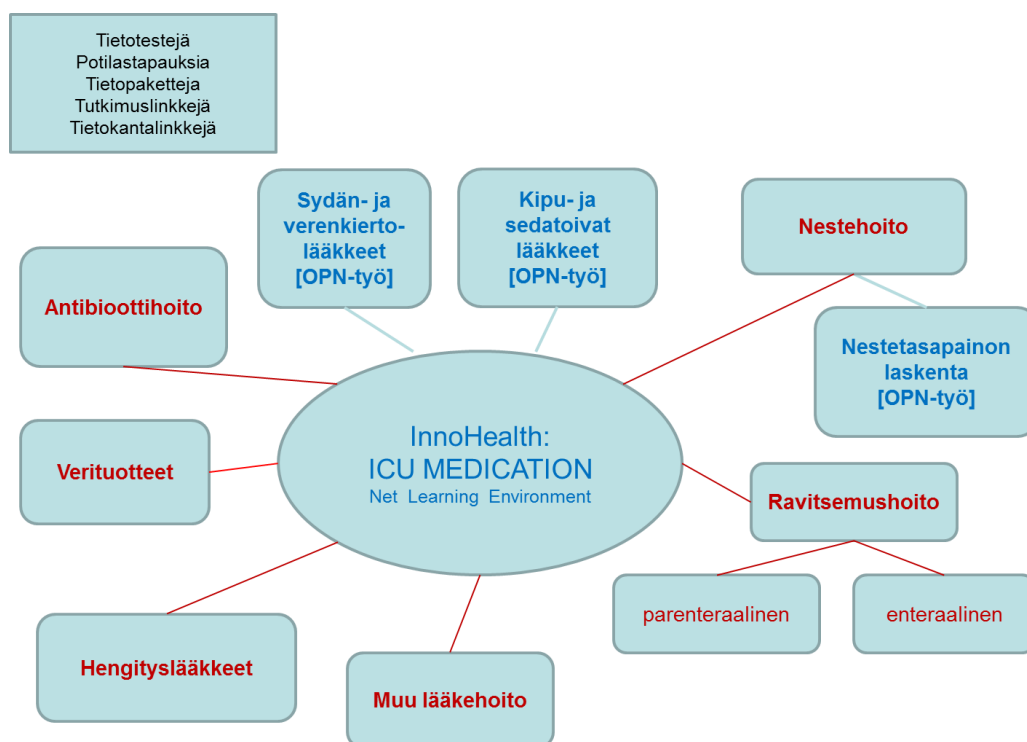 Tietotestejä
Potilastapauksia
Tietopaketteja
Tutkimuslinkkejä
Tietokantalinkkejä
Sydän- ja
verenkierto-
lääkkeet
[OPN-työ]
Kipu- ja
sedatoivat
lääkkeet
[OPN-työ]
Nestehoito
Antibioottihoito
Nestetasapainon
laskenta
[OPN-työ]
InnoHealth:
ICU MEDICATION
Net Learning Environment
Verituotteet
Ravitsemushoito
parenteraalinen
enteraalinen
Hengityslääkkeet
Muu lääkehoito